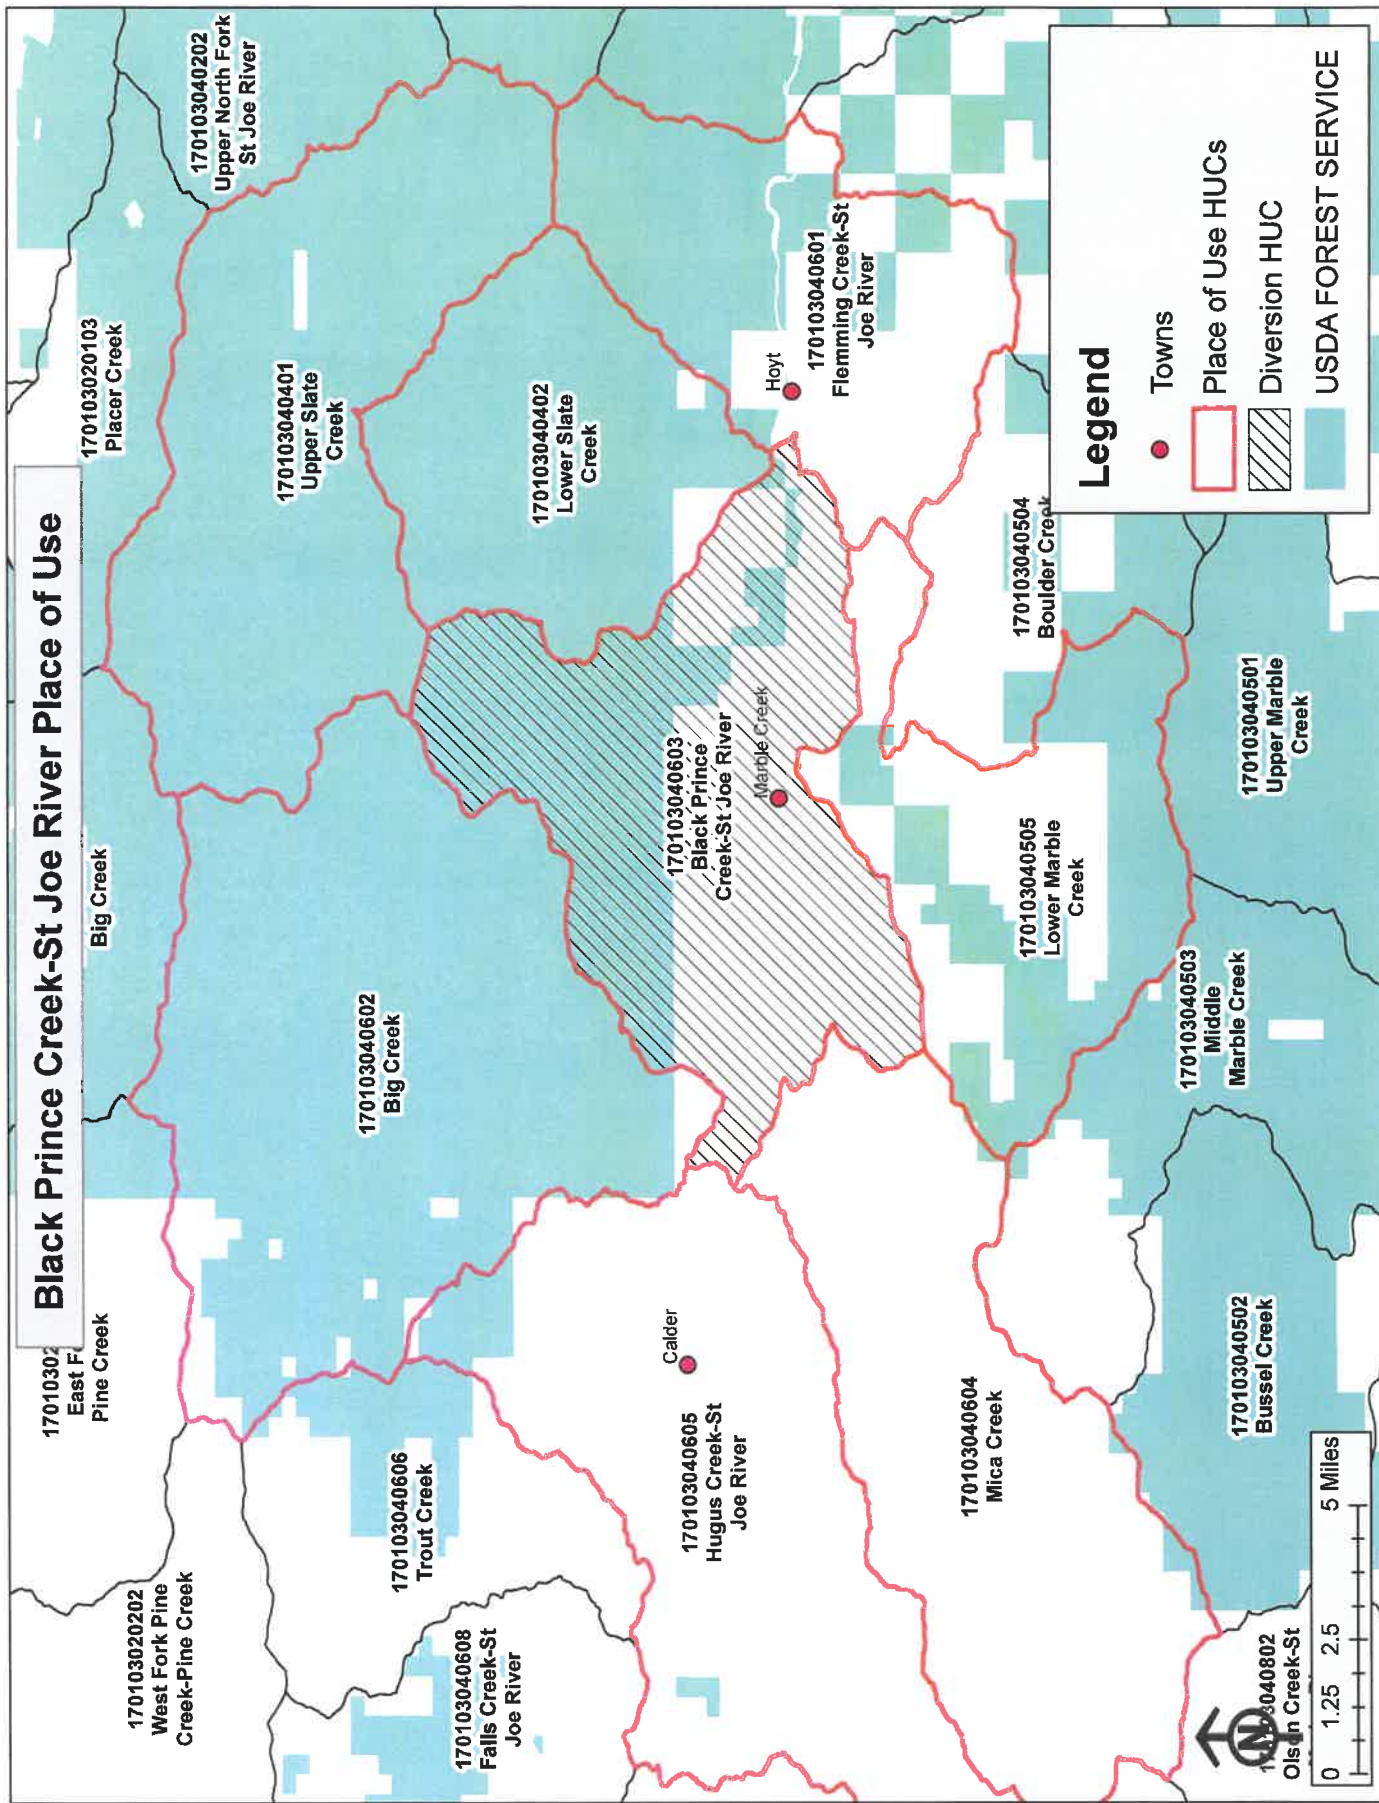 Black Prince Creek-St Joe River Place of Use
East F
Pine Creek
Big Creek
170103020103
Placer Creek
170103040202
Upper North Fork
St Joe River
170103020202
West Fork Pine
Creek-Pine Creek
170103040606
Trout Creek
170103040602
Big Creek
170103040401
Upper Slate
Creek
170103040402
Lower Slate
Creek
170103040608
Falls Creek-St
Joe River
170103040605
Hugus Creek-St
Joe River
Calder
170103040603
Black Prince
Creek-St Joe River
Marble Creek
Hoyt
170103040601
Flemming Creek-St
Joe River
170103040604
Mica Creek
170103040505
Lower Marble
Creek
170103040504
Boulder Creek
170103040503
Middle
Marble Creek
170103040501
Upper Marble
Creek
170103040502
Bussel Creek
Olson Creek-St
N
0 1.25 2.5 5 Miles
Legend
Towns
Place of Use HUCs
Diversion HUC
USDA FOREST SERVICE